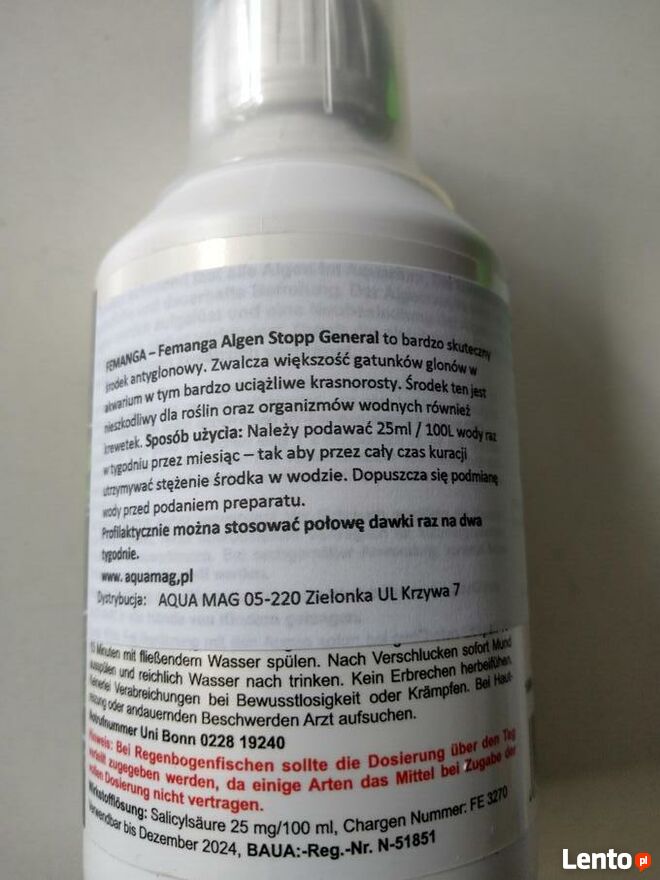 FEMANGA – Femanga Algen Stopp General to bardzo skuteczny
środek antyglonowy. Zwalcza większość gatunków glonów w
akwarium w tym bardzo uciążliwe krasnorosty. Środek ten jest
nieszkodliwy dla roślin oraz organizmów wodnych również
krewetek. Sposób użycia: Należy podawać 25ml / 100L wody raz
w tygodniu przez miesiąc – tak aby przez cały czas kuracji
utrzymywać stężenie środka w wodzie. Dopuszcza się podmianę
wody przed podaniem preparatu.
Profilaktycznie można stosować połowę dawki raz na dwa
tygodnie.
www. aquamag,pl
Dystrybucja: AQUA MAG 05-220 Zielonka UL Krzywa 7
Minuten mit fließendem Wasser spülen. Nach Verschlucken sofort Mund
ausspülen und reichlich Wasser nach trinken. Kein Erbrechen herbeiführen.
Keinerlei Verabreichungen bei Bewusstlosigkeit oder Krämpfen. Bei Haut-
reizung oder andauernden Beschwerden Arzt aufsuchen.
Notrufnummer Uni Bonn 0228 19240
Hinweis: Bei Regenbogenfischen sollte die Dosierung über den Tag
verteilt zugegeben werden, da einige Arten das Mittel bei Zugabe der
vollen Dosierung nicht vertragen.
Wirkstofflösung: Salicylsäure 25 mg/100 ml, Chargen Nummer: FE 3270
Verwendbar bis Dezember 2024, BAUA:-Reg.-Nr. N-51851
Lento pl